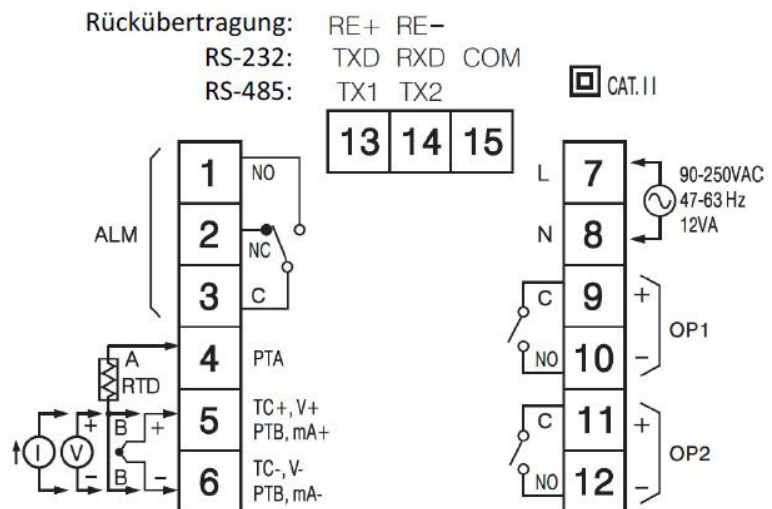 Rückübertragung: RE+ RE−
RS-232: TXD RXD COM
RS-485: TX1 TX2
CAT.II
13 14 15
1 NO
ALM 2 NC
3 C
4 PTA
A
RTD
5 TC+, V+
PTB, mA+
6 TC-, V-
PTB, mA-
I V + − B B + −
L 7
N 8
90-250VAC
47-63 Hz
12VA
C 9 +
OP1
NO 10 −
C 11 +
OP2
NO 12 −